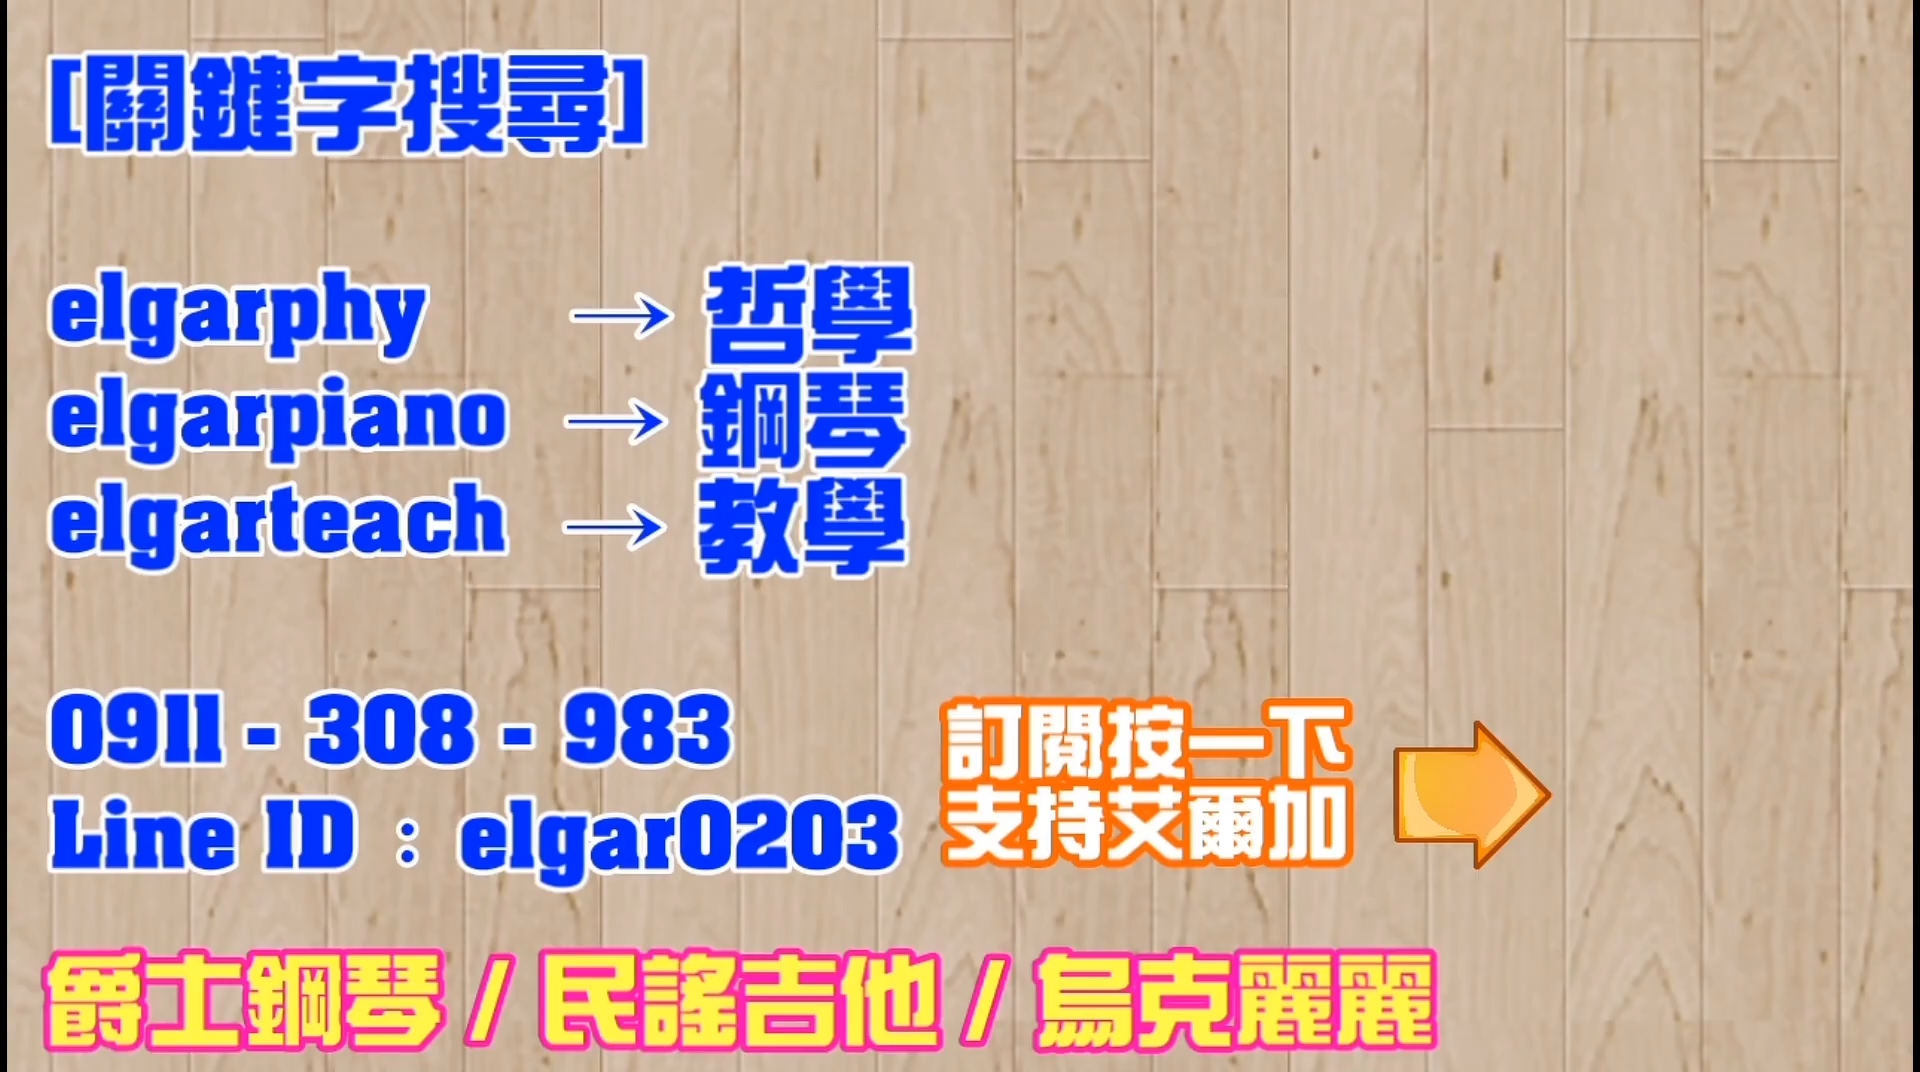 [關鍵字搜尋]
elgarphy → 哲學
elgarpiano → 鋼琴
elgarteach → 教學
0911 - 308 - 983
Line ID : elgar0203
訂閱按一下
支持艾爾加
爵士鋼琴 / 民謠吉他 / 烏克麗麗